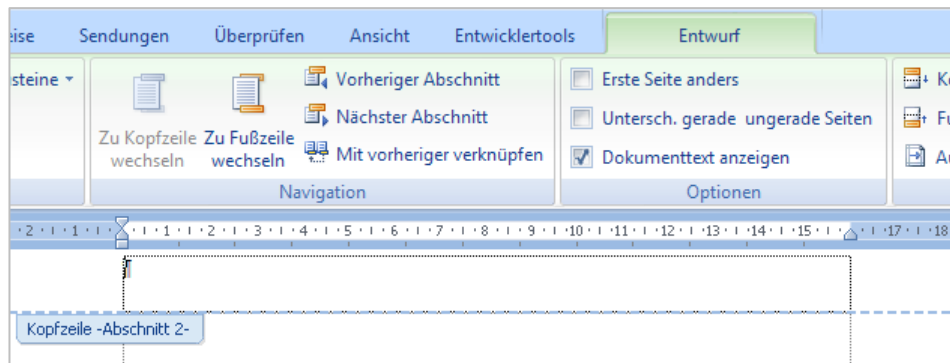 eise Sendungen Überprüfen Ansicht Entwicklertools Entwurf
steine
Zu Kopfzeile wechseln
Zu Fußzeile wechseln
Vorheriger Abschnitt
Nächster Abschnitt
Mit vorheriger verknüpfen
Navigation
Erste Seite anders
Untersch. gerade ungerade Seiten
Dokumenttext anzeigen
Optionen
K
F
A
2 1 1 2 3 4 5 6 7 8 9 10 11 12 13 14 15 17 18
Kopfzeile -Abschnitt 2-